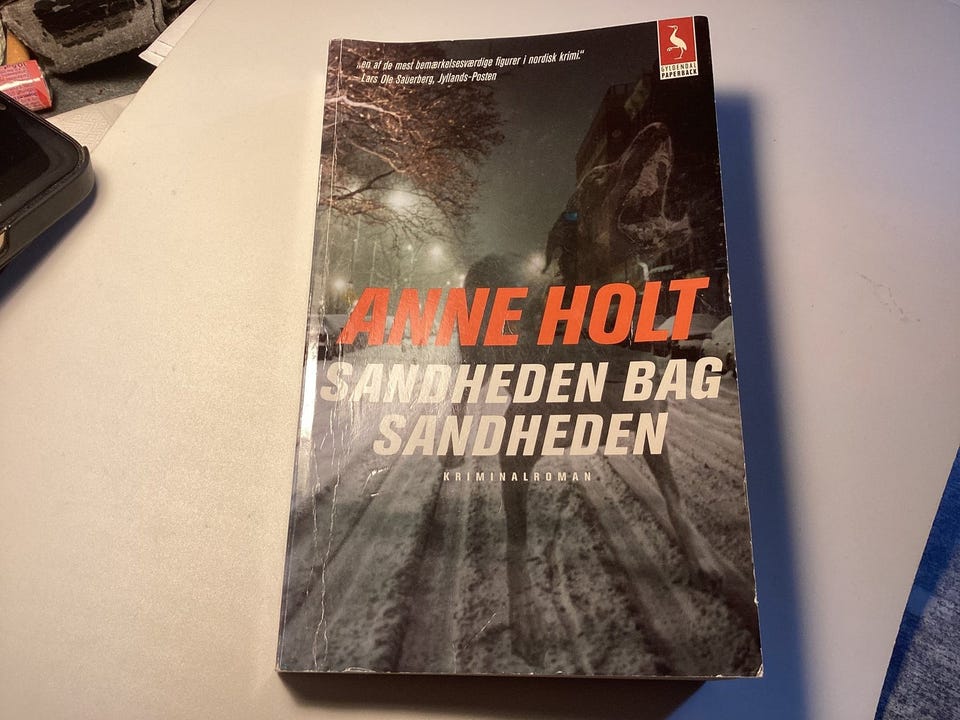 „en af de mest bemærkelsesværdige figurer i nordisk krimi.“
Lars Ole Sauerberg, Jyllands-Posten
GYLDENDAL
PAPERBACK
ANNE HOLT
SANDHEDEN BAG
SANDHEDEN
KRIMINALROMAN